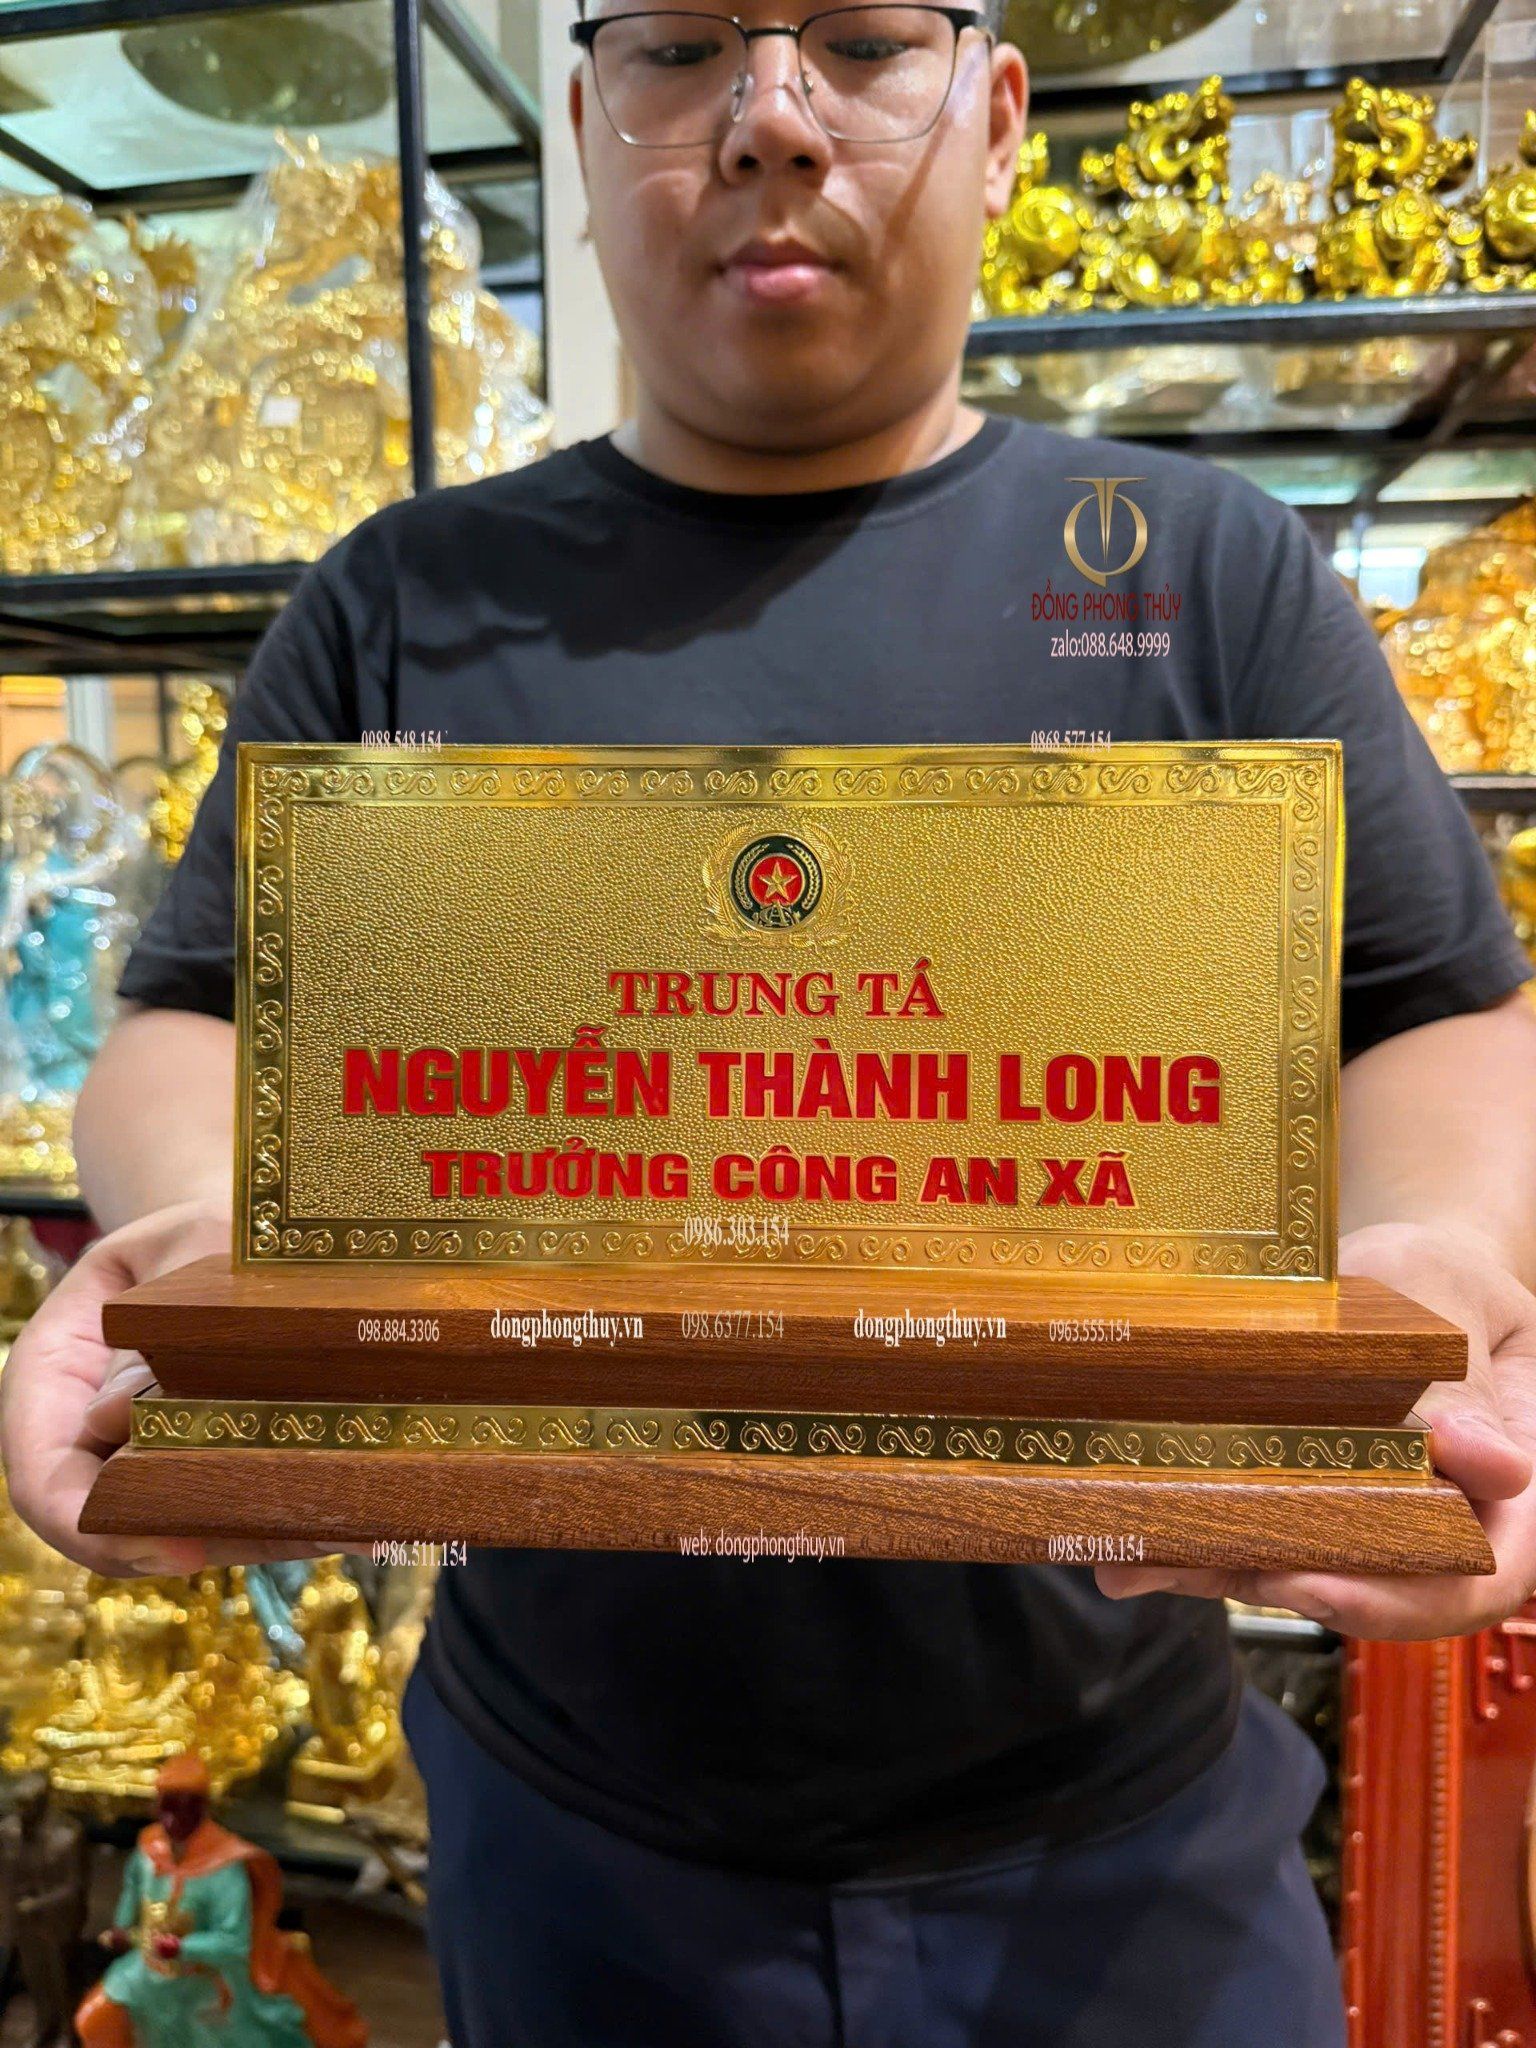 ĐỒNG PHONG THỦY
zalo:088.648.9999
0988.548.154
0868.577.154
TRUNG TÁ
NGUYỄN THÀNH LONG
TRƯỞNG CÔNG AN XÃ
0986.303.154
098.884.3306
dongphongthuy.vn
098.6377.154
dongphongthuy.vn
0963.555.154
0986.511.154
web: dongphongthuy.vn
0985.918.154